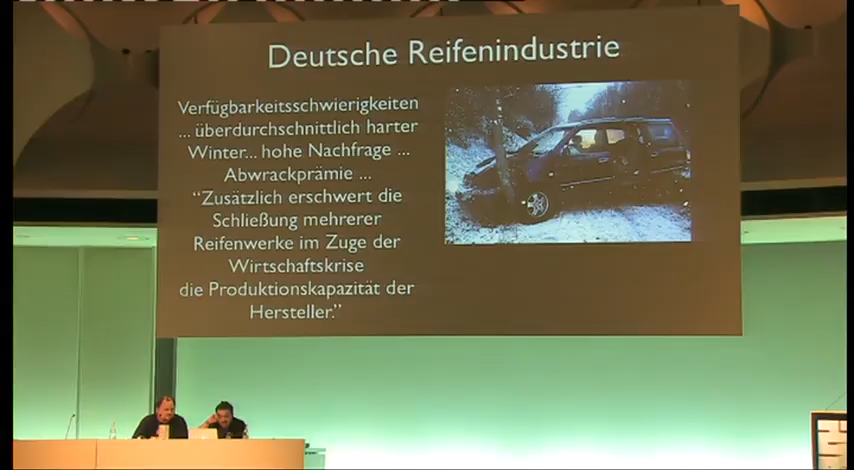 Deutsche Reifenindustrie
Verfügbarkeitsschwierigkeiten
... überdurchschnittlich harter
Winter... hohe Nachfrage ...
Abwrackprämie ...
“Zusätzlich erschwert die
Schließung mehrerer
Reifenwerke im Zuge der
Wirtschaftskrise
die Produktionskapazität der
Hersteller.”